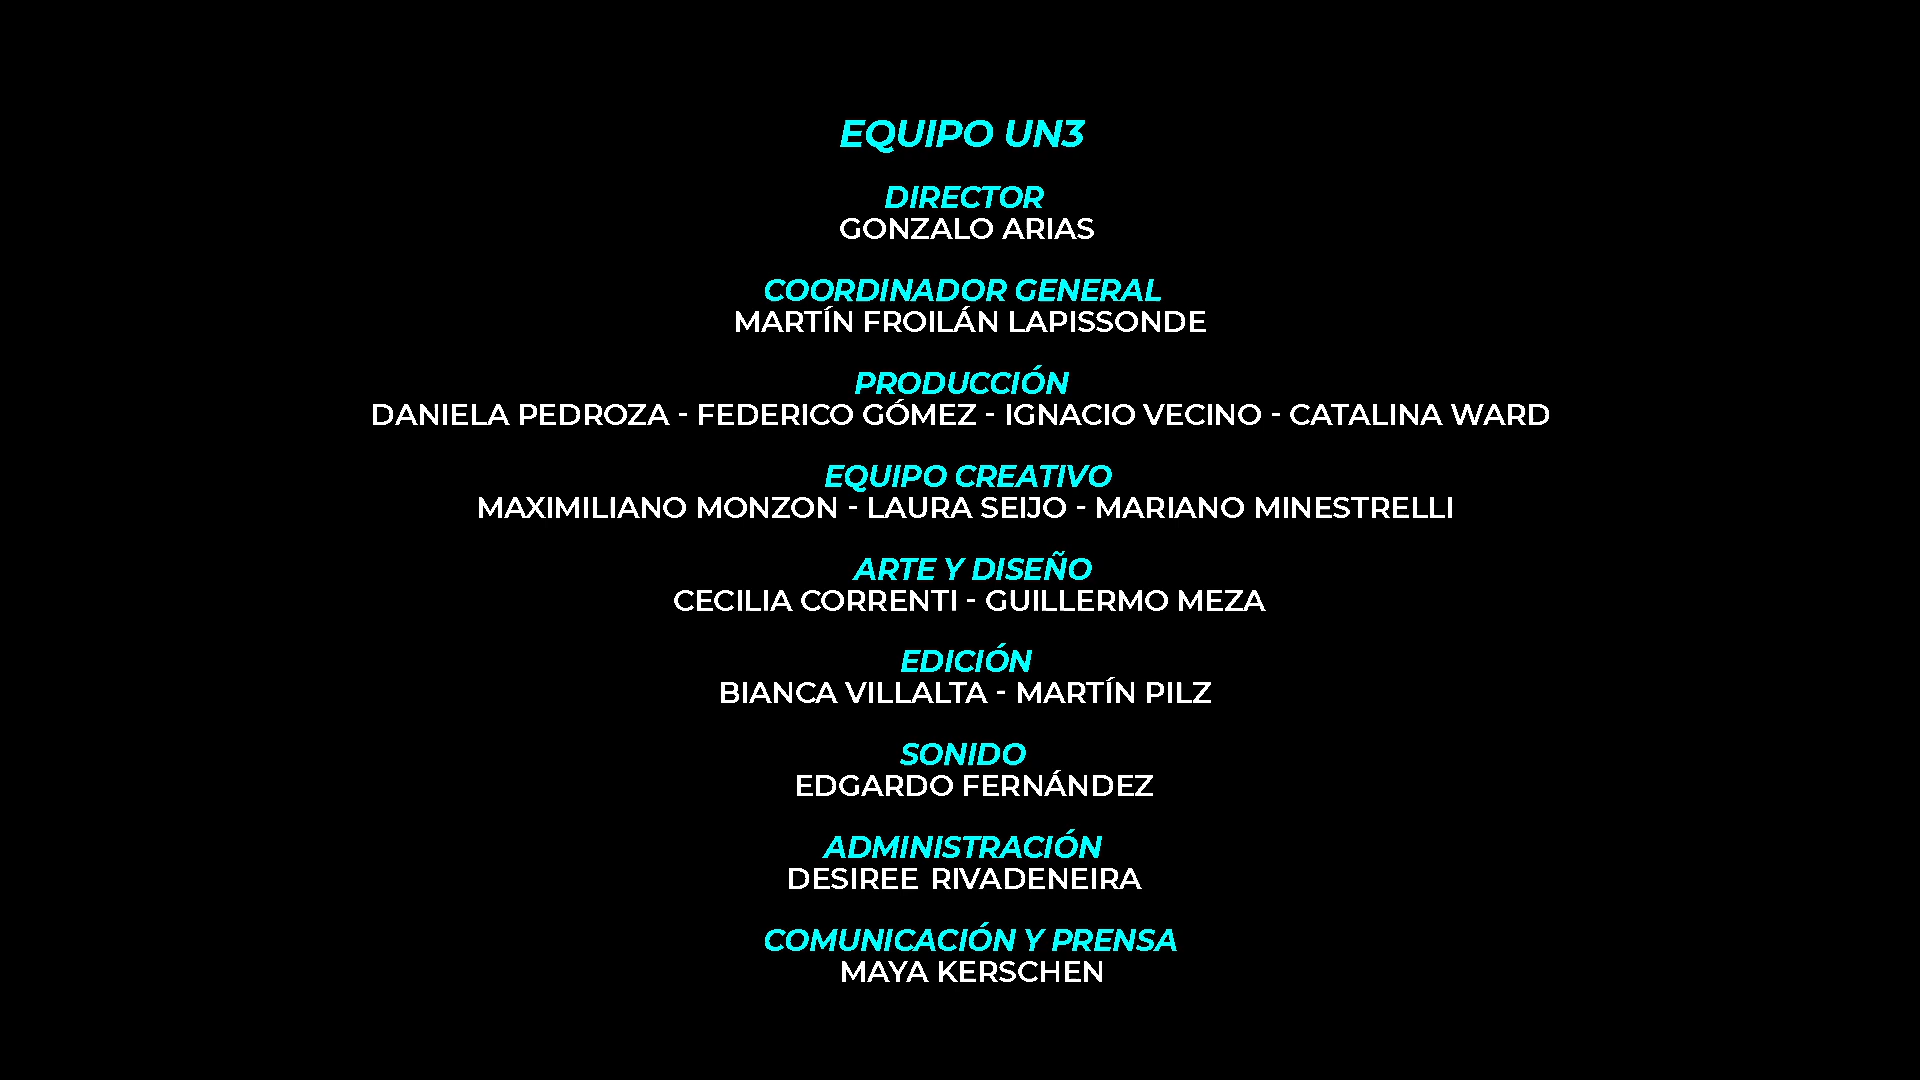 EQUIPO UN3
DIRECTOR
GONZALO ARIAS
COORDINADOR GENERAL
MARTÍN FROILÁN LAPISSONDE
PRODUCCIÓN
DANIELA PEDROZA - FEDERICO GÓMEZ - IGNACIO VECINO - CATALINA WARD
EQUIPO CREATIVO
MAXIMILIANO MONZON - LAURA SEIJO - MARIANO MINESTRELLI
ARTE Y DISEÑO
CECILIA CORRENTI - GUILLERMO MEZA
EDICIÓN
BIANCA VILLALTA - MARTÍN PILZ
SONIDO
EDGARDO FERNÁNDEZ
ADMINISTRACIÓN
DESIREE RIVADENEIRA
COMUNICACIÓN Y PRENSA
MAYA KERSCHEN